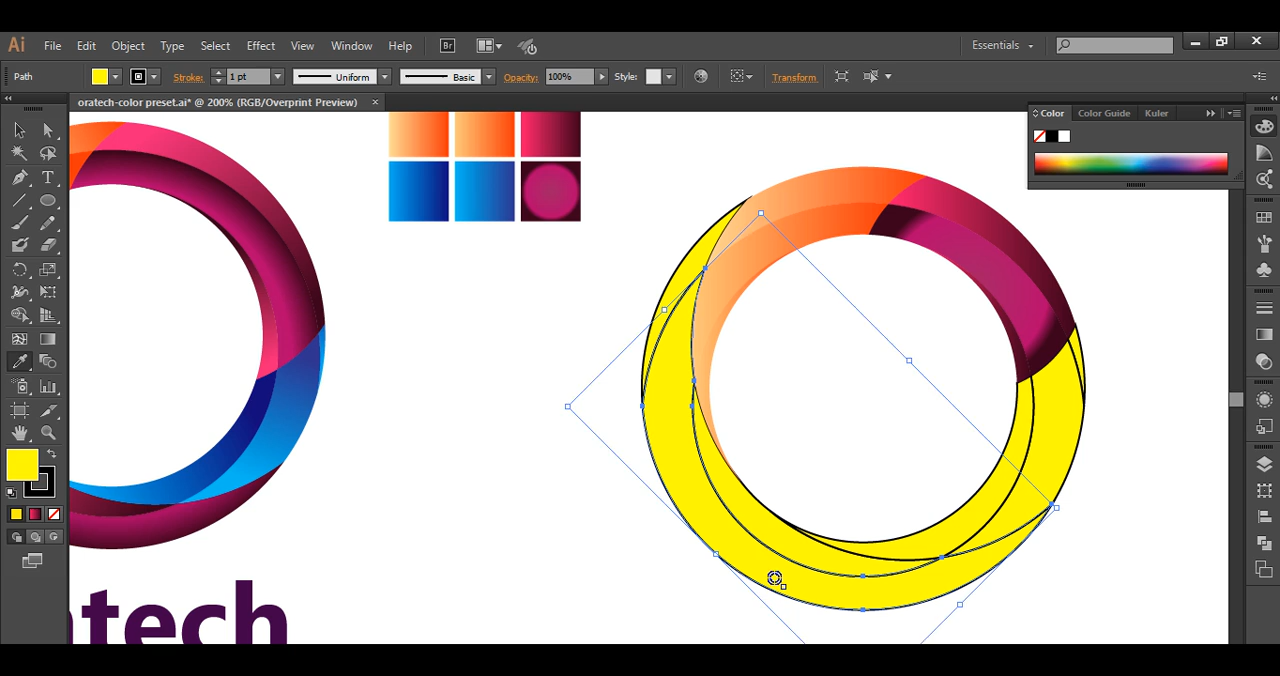 Ai File Edit Object Type Select Effect View Window Help Br Essentials
Path Stroke: 1 pt Uniform Basic Opacity: 100% Style: Transform
oratech-color preset.ai* @ 200% (RGB/Overprint Preview) ×
Color Color Guide Kuler
T
atech